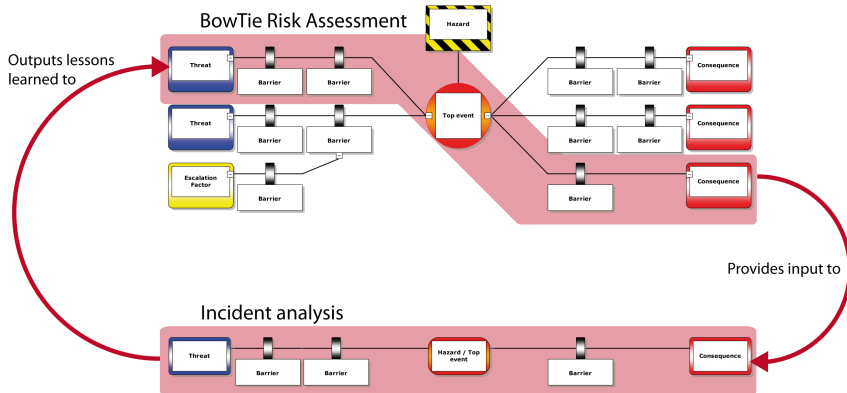 BowTie Risk Assessment
Hazard
Outputs lessons
learned to
Threat
Barrier
Barrier
Top event
Barrier
Barrier
Consequence
Threat
Barrier
Barrier
Barrier
Barrier
Consequence
Escalation
Factor
Barrier
Barrier
Consequence
Provides input to
Incident analysis
Threat
Barrier
Barrier
Hazard / Top
event
Barrier
Consequence